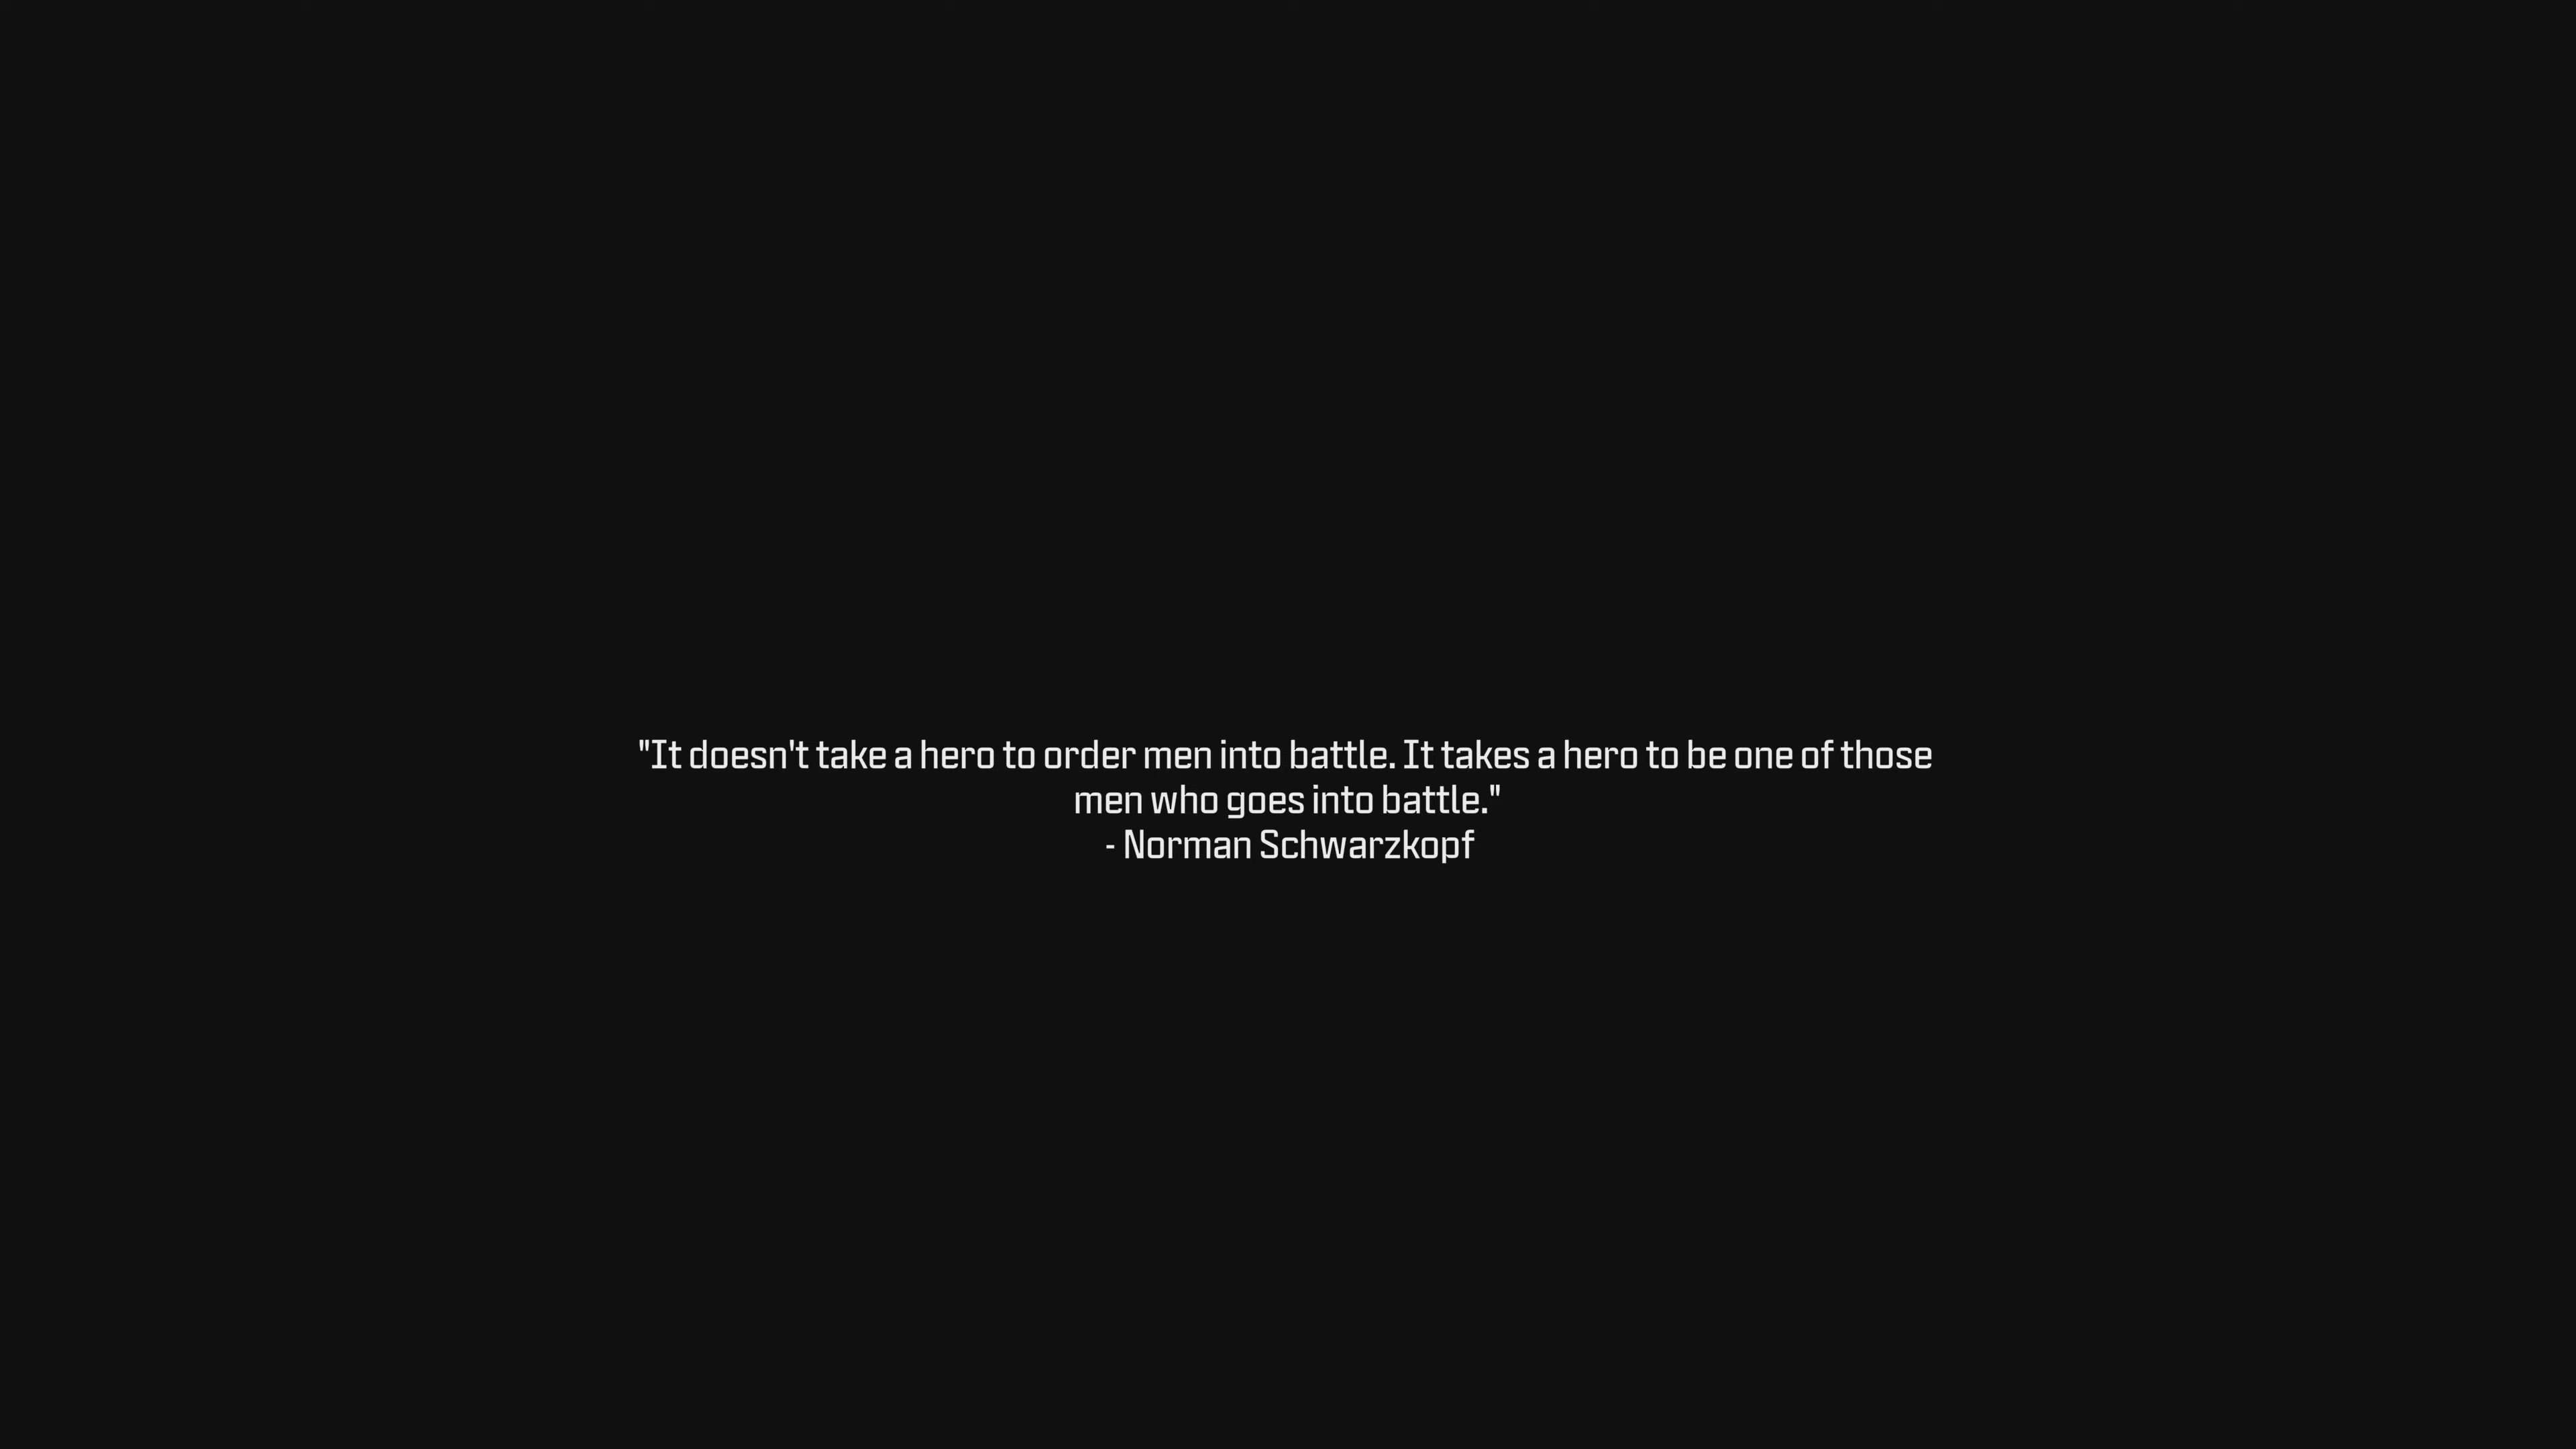 "It doesn't take a hero to order men into battle. It takes a hero to be one of those
men who goes into battle."
- Norman Schwarzkopf